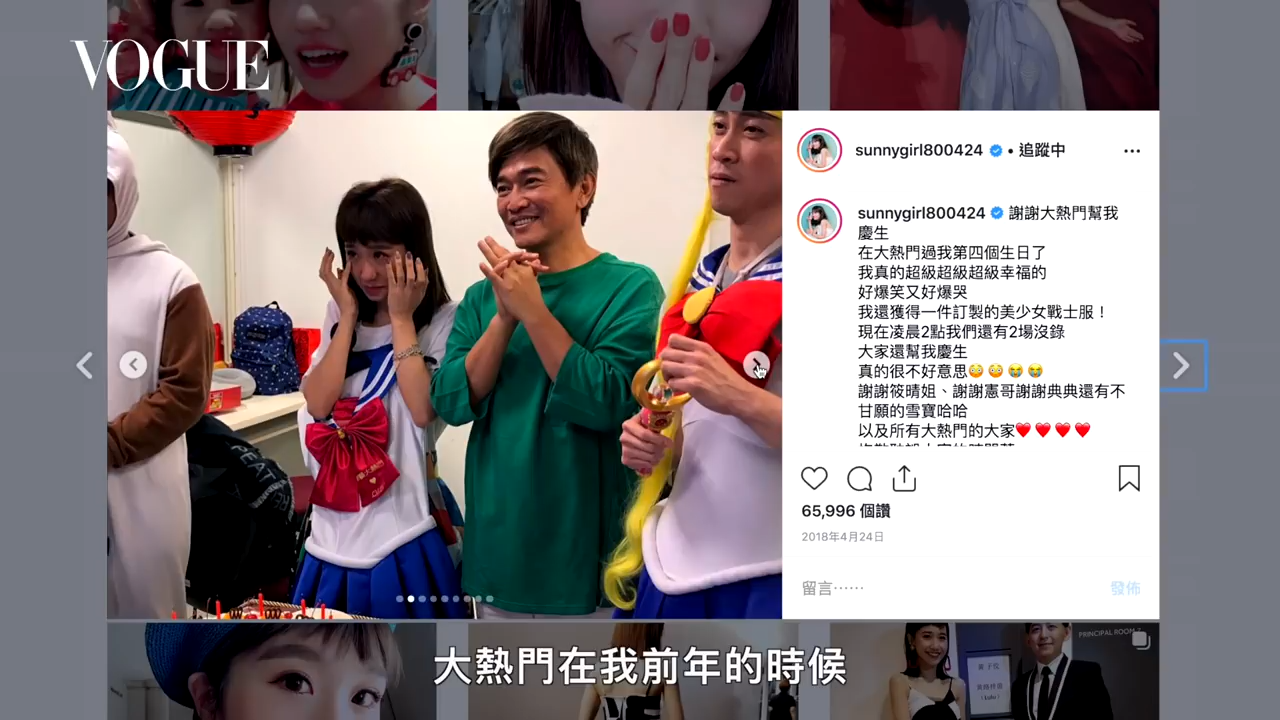 VOGUE
sunnygirl800424 • 追蹤中
sunnygirl800424 謝謝大熱門幫我
慶生
在大熱門過我第四個生日了
我真的超級超級超級幸福的
好爆笑又好爆哭
我還獲得一件訂製的美少女戰士服！
現在凌晨2點我們還有2場沒錄
大家還幫我慶生
真的很不好意思😳😳😭😭
謝謝筱晴姐、謝謝憲哥謝謝典典還有不
甘願的雪寶哈哈
以及所有大熱門的大家❤️❤️❤️❤️
65,996 個讚
2018年4月24日
留言⋯⋯
發佈
PRINCIPAL ROOM
大熱門在我前年的時候